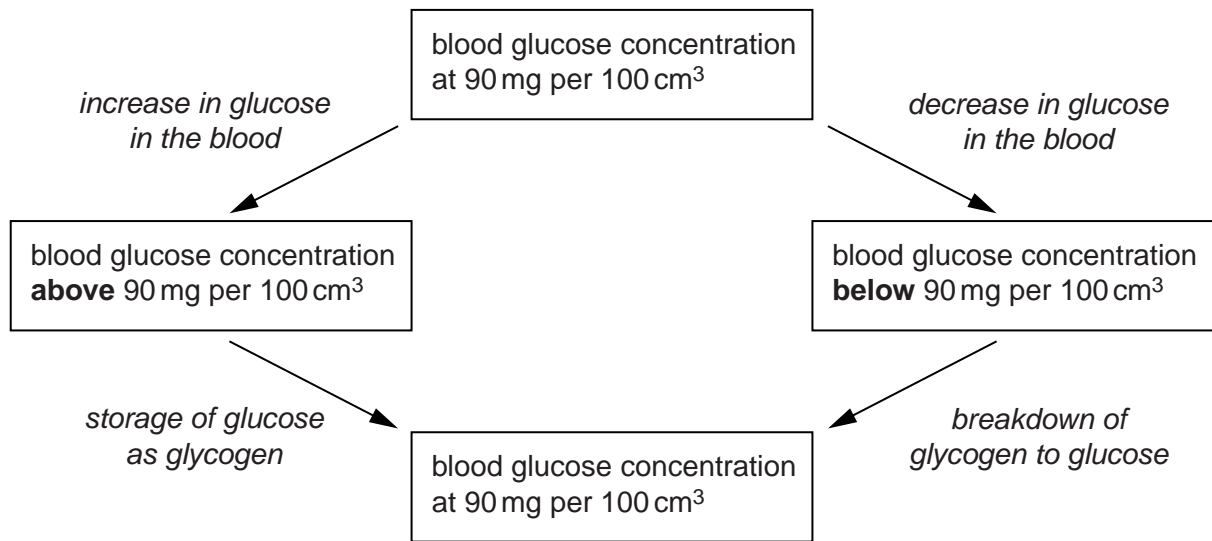 blood glucose concentration
at 90 mg per 100 cm³
increase in glucose
in the blood
decrease in glucose
in the blood
blood glucose concentration
above 90 mg per 100 cm³
blood glucose concentration
below 90 mg per 100 cm³
storage of glucose
as glycogen
breakdown of
glycogen to glucose
blood glucose concentration
at 90 mg per 100 cm³